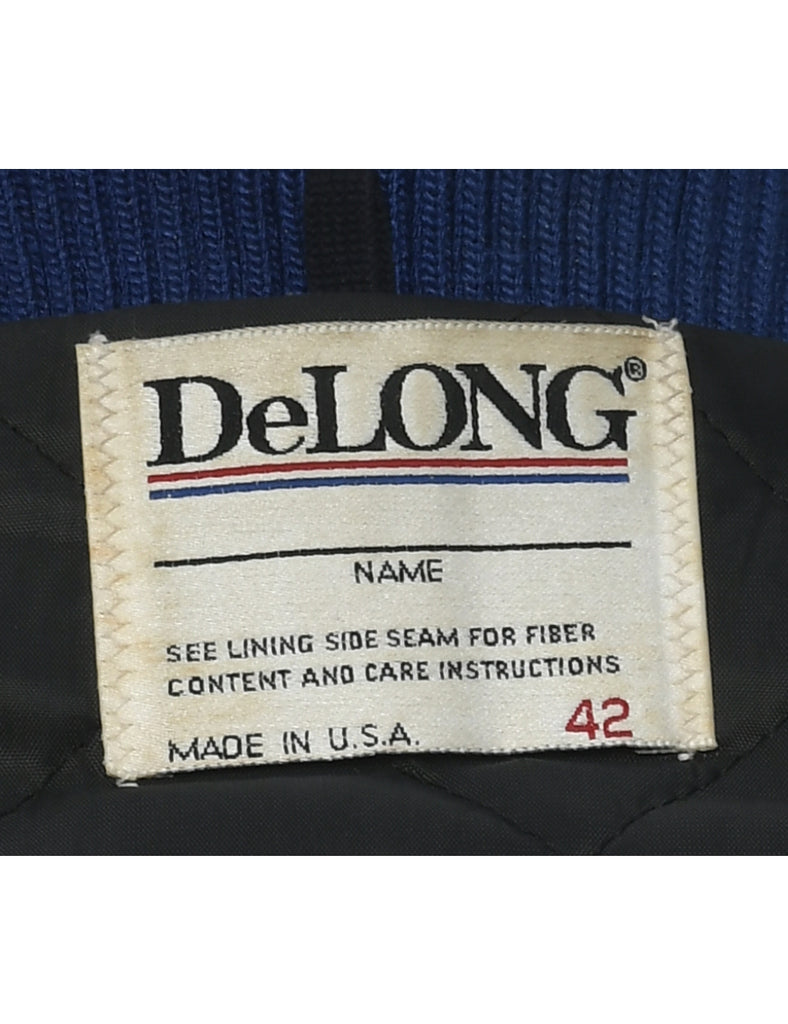 DeLONG®
NAME
SEE LINING SIDE SEAM FOR FIBER
CONTENT AND CARE INSTRUCTIONS
MADE IN U.S.A. 42